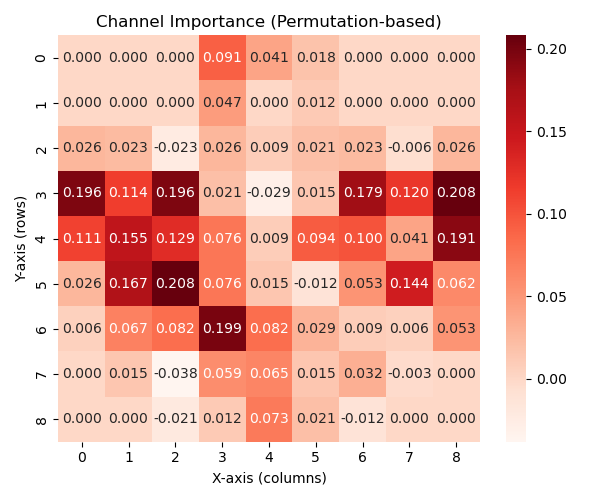 Channel Importance (Permutation-based)
0 0.000 0.000 0.000 0.091 0.041 0.018 0.000 0.000 0.000
1 0.000 0.000 0.000 0.047 0.000 0.012 0.000 0.000 0.000
2 0.026 0.023 -0.023 0.026 0.009 0.021 0.023 -0.006 0.026
3 0.196 0.114 0.196 0.021 -0.029 0.015 0.179 0.120 0.208
4 0.111 0.155 0.129 0.076 0.009 0.094 0.100 0.041 0.191
5 0.026 0.167 0.208 0.076 0.015 -0.012 0.053 0.144 0.062
6 0.006 0.067 0.082 0.199 0.082 0.029 0.009 0.006 0.053
7 0.000 0.015 -0.038 0.059 0.065 0.015 0.032 -0.003 0.000
8 0.000 0.000 -0.021 0.012 0.073 0.021 -0.012 0.000 0.000
0 1 2 3 4 5 6 7 8
X-axis (columns)
Y-axis (rows)
0.20
0.15
0.10
0.05
0.00